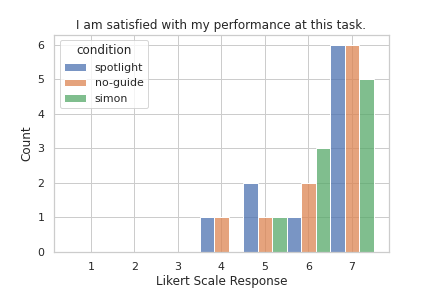 I am satisfied with my performance at this task.
condition
spotlight
no-guide
simon
Count
6
5
4
3
2
1
0
1 2 3 4 5 6 7
Likert Scale Response